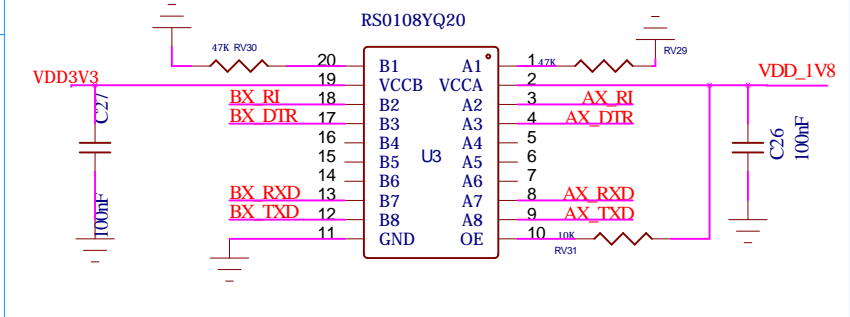 RS0108YQ20
47K RV30
20
B1
A1
1
47K
RV29
VDD3V3
19
VCCB
VCCA
2
VDD_1V8
BX_RI
18
B2
A2
3
AX_RI
C27
BX_DTR
17
B3
A3
4
AX_DTR
16
B4
A4
5
C26
100nF
15
B5
U3
A5
6
14
B6
A6
7
BX_RXD
13
B7
A7
8
AX_RXD
100nF
BX_TXD
12
B8
A8
9
AX_TXD
11
GND
OE
10
10K
RV31